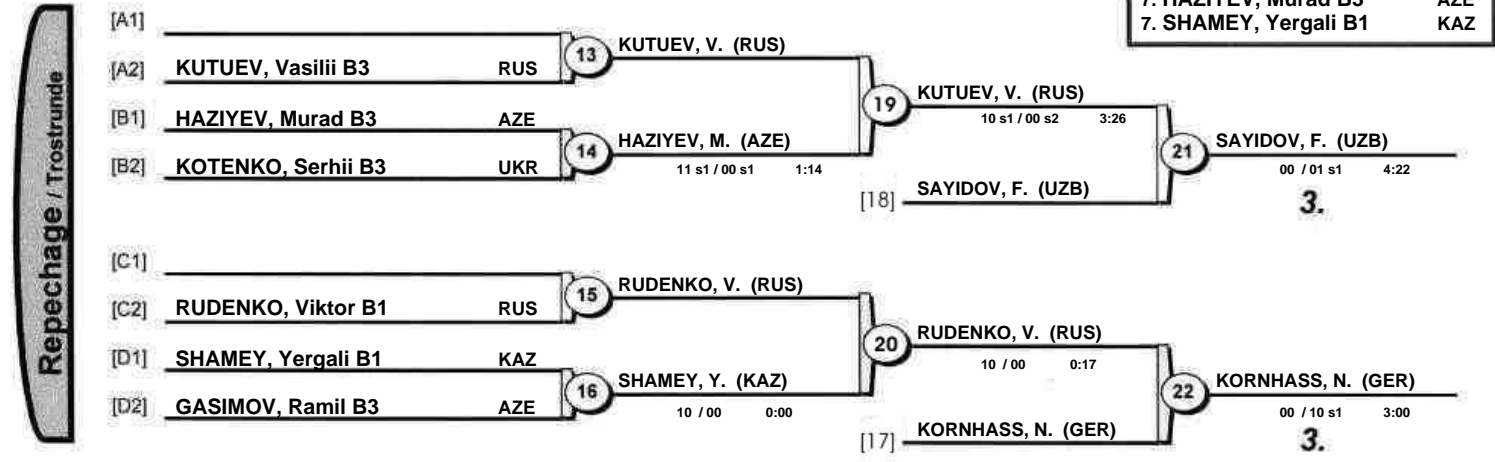 7. HAZIYEV, Murad B3 AZE
7. SHAMEY, Yergali B1 KAZ
Repechage / Trostrunde
[A1]
[A2] KUTUEV, Vasilii B3 RUS
13 KUTUEV, V. (RUS)
[B1] HAZIYEV, Murad B3 AZE
[B2] KOTENKO, Serhii B3 UKR
14 HAZIYEV, M. (AZE)
11 s1 / 00 s1 1:14
19 KUTUEV, V. (RUS)
10 s1 / 00 s2 3:26
[18] SAYIDOV, F. (UZB)
21 SAYIDOV, F. (UZB)
00 / 01 s1 4:22
3.
[C1]
[C2] RUDENKO, Viktor B1 RUS
15 RUDENKO, V. (RUS)
[D1] SHAMEY, Yergali B1 KAZ
[D2] GASIMOV, Ramil B3 AZE
16 SHAMEY, Y. (KAZ)
10 / 00 0:00
20 RUDENKO, V. (RUS)
10 / 00 0:17
[17] KORNHASS, N. (GER)
22 KORNHASS, N. (GER)
00 / 10 s1 3:00
3.